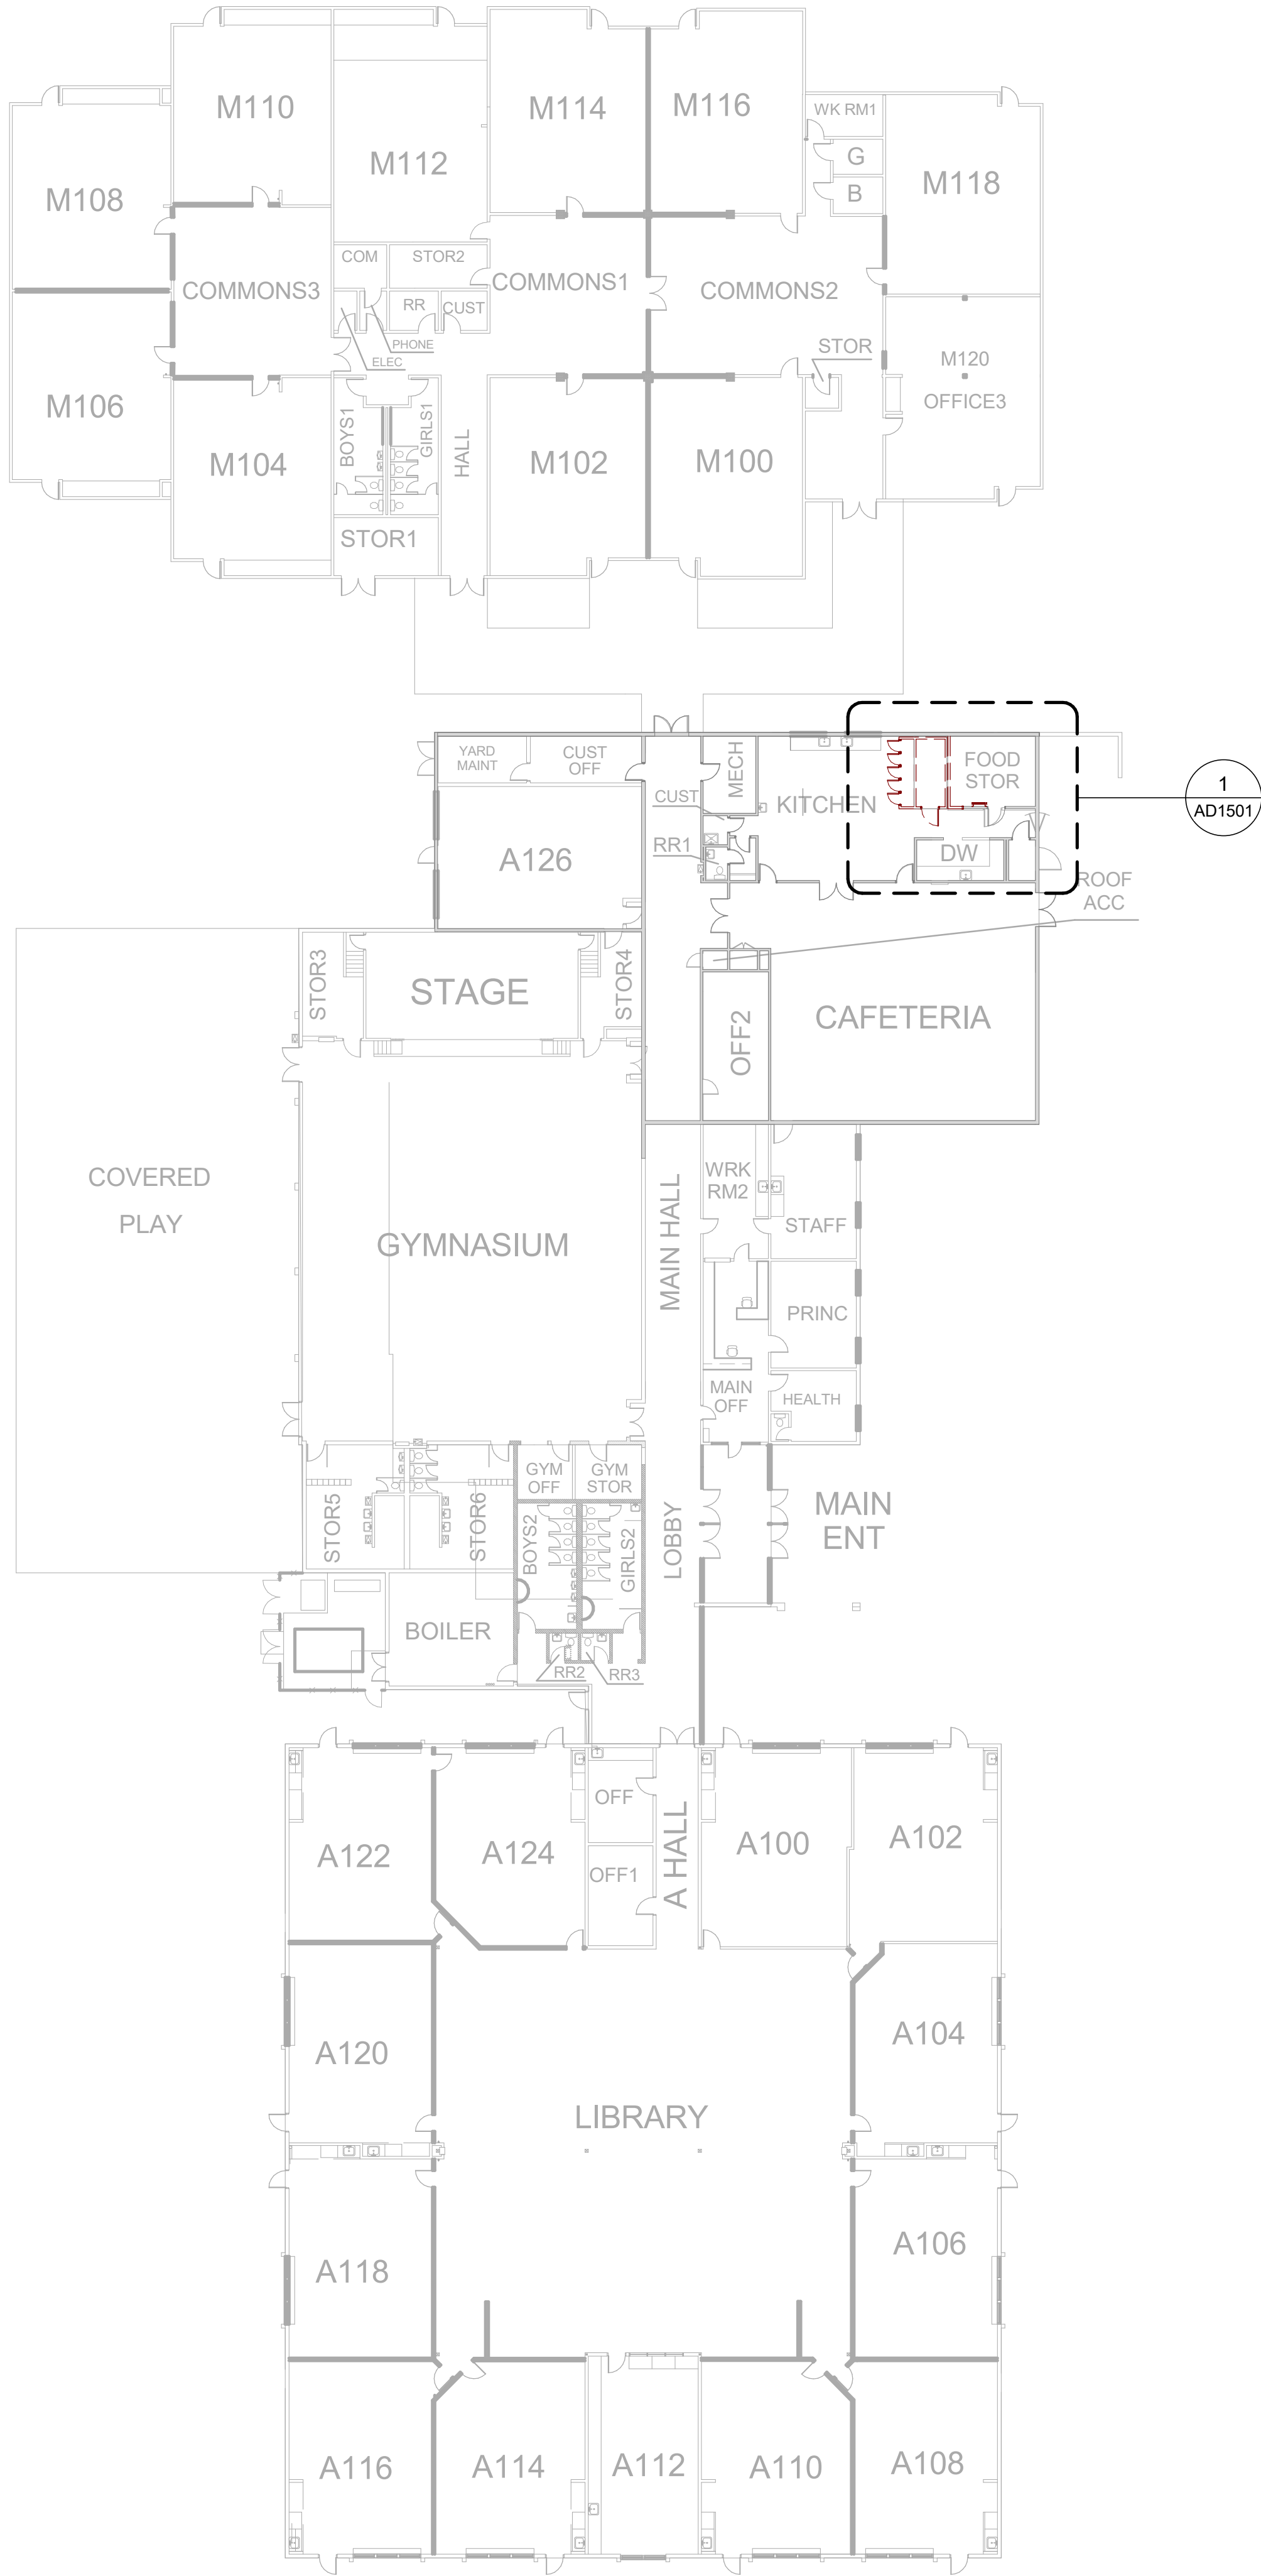 M110
M114
M116
WK RM1
M112
G
M118
M108
B
COM
STOR2
COMMONS3
COMMONS1
COMMONS2
RR
CUST
PHONE
ELEC
STOR
M120
OFFICE3
M106
BOYS1
GIRLS1
HALL
M104
M102
M100
STOR1
YARD
MAINT
CUST
OFF
MECH
FOOD
STOR
KITCHEN
CUST
1
AD1501
RR1
A126
DW
ROOF
ACC
STOR3
STAGE
STOR4
CAFETERIA
OFF2
COVERED
PLAY
WRK
RM2
MAIN HALL
STAFF
GYMNASIUM
PRINC
MAIN
OFF
HEALTH
GYM
OFF
GYM
STOR
MAIN
ENT
STOR5
STOR6
BOYS2
GIRLS2
LOBBY
BOILER
RR2
RR3
OFF
A122
A124
A HALL
A100
A102
OFF1
A120
A104
LIBRARY
A118
A106
A116
A114
A112
A110
A108